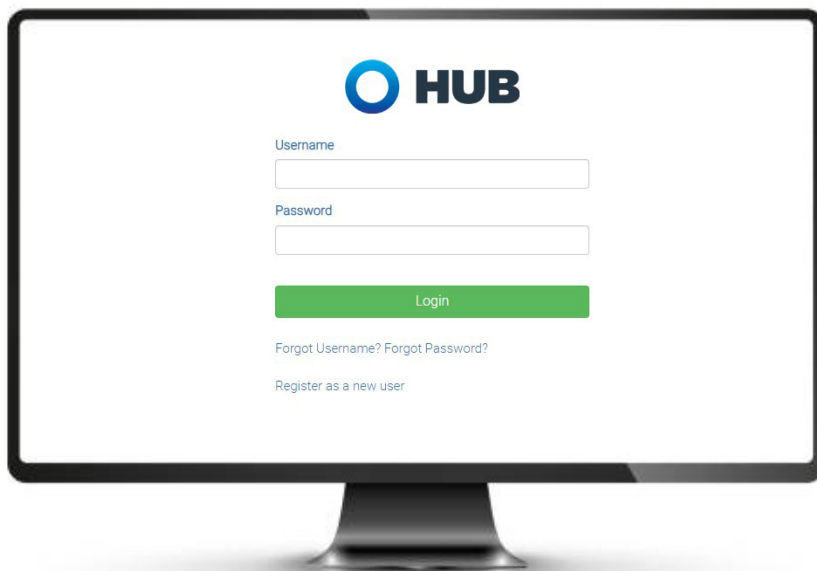 HUB
Username
Password
Login
Forgot Username? Forgot Password?
Register as a new user